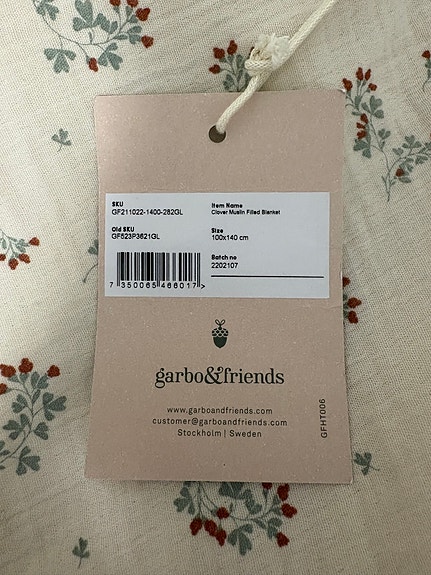 SKU
GF211022-1400-282GL
Item Name
Clover Muslin Filled Blanket
Old SKU
GF523P3621GL
Size
100x140 cm
Batch no
2202107
7 350065 466017 >
garbo&friends
www.garboandfriends.com
customer@garboandfriends.com
Stockholm | Sweden
GFHT006